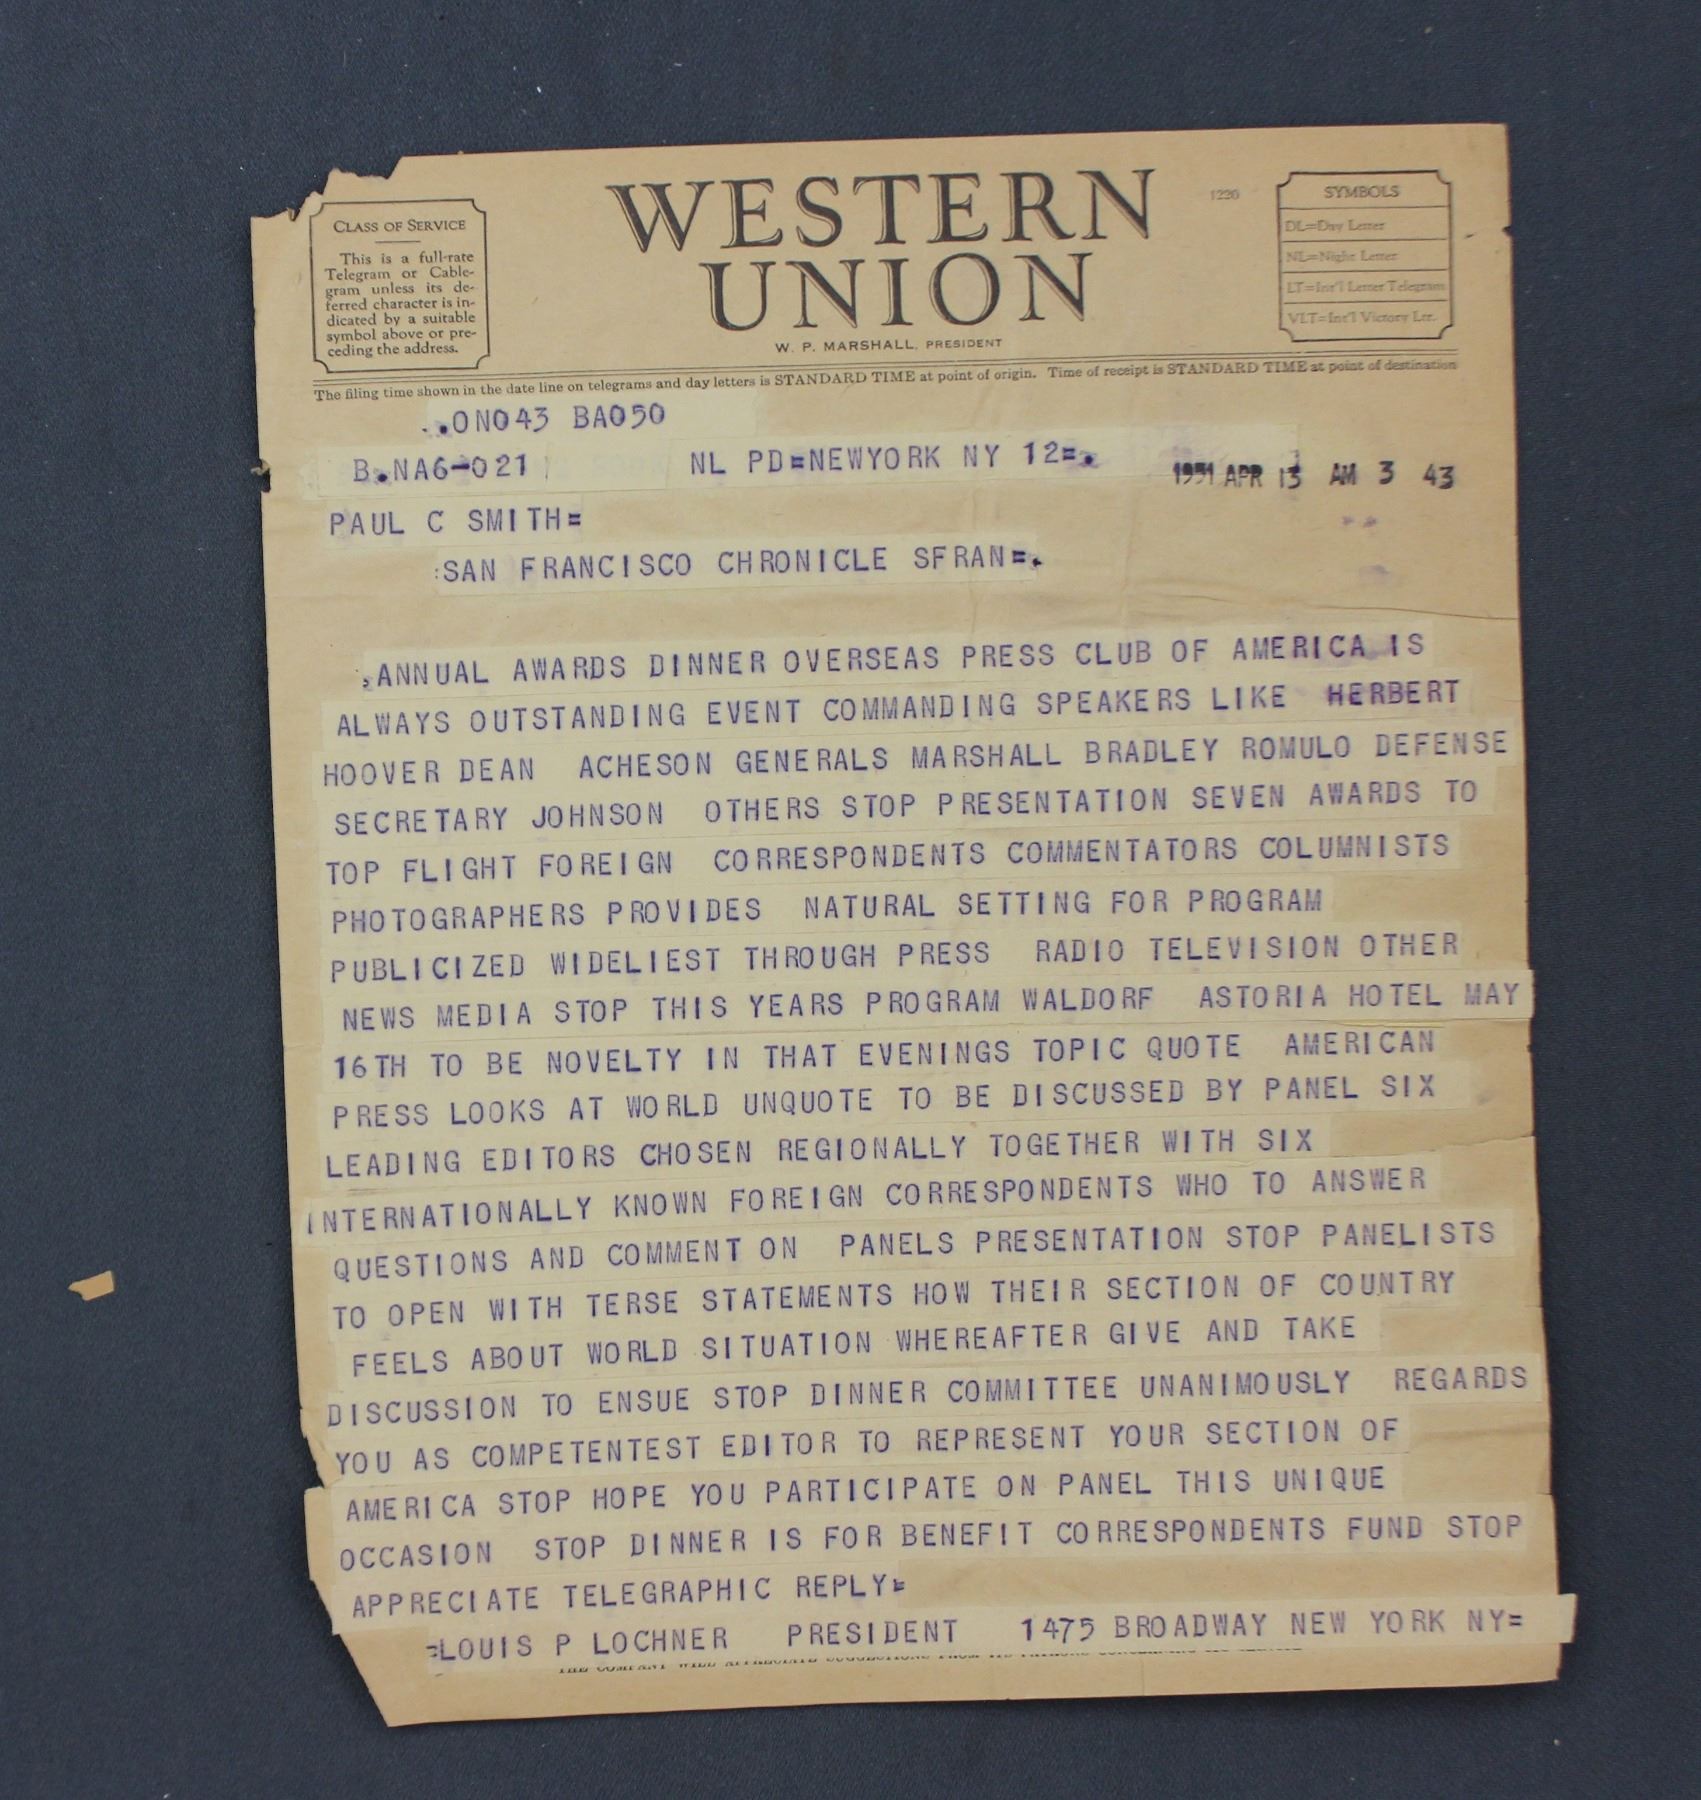 CLASS OF SERVICE
This is a full-rate
Telegram or Cable-
gram unless its de-
ferred character is in-
dicated by a suitable
symbol above or pre-
ceding the address.
WESTERN
UNION
W. P. MARSHALL, PRESIDENT
1220
SYMBOLS
DL=Day Letter
NL=Night Letter
LT=Int'l Letter Telegram
VLT=Int'l Victory Ltr.
The filing time shown in the date line on telegrams and day letters is STANDARD TIME at point of origin. Time of receipt is STANDARD TIME at point of destination
..ONO43 BA050
B.NA6-021 NL PD=NEWYORK NY 12=. 1951 APR 13 AM 3 43
PAUL C SMITH=
:SAN FRANCISCO CHRONICLE SFRAN=.
,ANNUAL AWARDS DINNER OVERSEAS PRESS CLUB OF AMERICA IS
ALWAYS OUTSTANDING EVENT COMMANDING SPEAKERS LIKE HERBERT
HOOVER DEAN ACHESON GENERALS MARSHALL BRADLEY ROMULO DEFENSE
SECRETARY JOHNSON OTHERS STOP PRESENTATION SEVEN AWARDS TO
TOP FLIGHT FOREIGN CORRESPONDENTS COMMENTATORS COLUMNISTS
PHOTOGRAPHERS PROVIDES NATURAL SETTING FOR PROGRAM
PUBLICIZED WIDELIEST THROUGH PRESS RADIO TELEVISION OTHER
NEWS MEDIA STOP THIS YEARS PROGRAM WALDORF ASTORIA HOTEL MAY
16TH TO BE NOVELTY IN THAT EVENINGS TOPIC QUOTE AMERICAN
PRESS LOOKS AT WORLD UNQUOTE TO BE DISCUSSED BY PANEL SIX
LEADING EDITORS CHOSEN REGIONALLY TOGETHER WITH SIX
INTERNATIONALLY KNOWN FOREIGN CORRESPONDENTS WHO TO ANSWER
QUESTIONS AND COMMENT ON PANELS PRESENTATION STOP PANELISTS
TO OPEN WITH TERSE STATEMENTS HOW THEIR SECTION OF COUNTRY
FEELS ABOUT WORLD SITUATION WHEREAFTER GIVE AND TAKE
DISCUSSION TO ENSUE STOP DINNER COMMITTEE UNANIMOUSLY REGARDS
YOU AS COMPETENTEST EDITOR TO REPRESENT YOUR SECTION OF
AMERICA STOP HOPE YOU PARTICIPATE ON PANEL THIS UNIQUE
OCCASION STOP DINNER IS FOR BENEFIT CORRESPONDENTS FUND STOP
APPRECIATE TELEGRAPHIC REPLY=
=LOUIS P LOCHNER PRESIDENT 1475 BROADWAY NEW YORK NY=
THE COMPANY WILL APPRECIATE SUGGESTIONS FROM ITS PATRONS CONCERNING ITS SERVICE